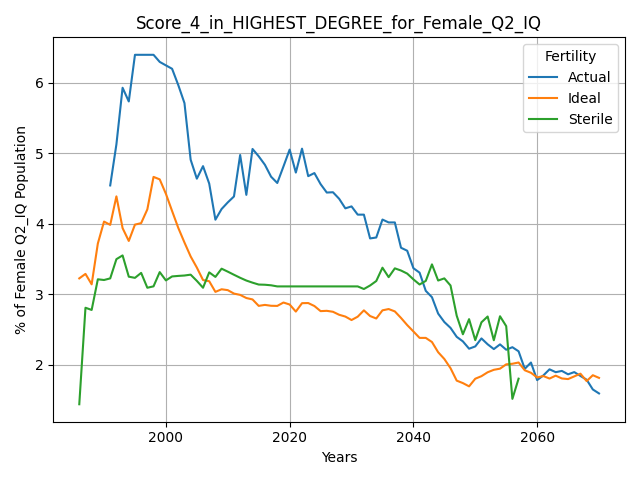 Score_4_in_HIGHEST_DEGREE_for_Female_Q2_IQ
Fertility
Actual
Ideal
Sterile
% of Female Q2_IQ Population
6
5
4
3
2
2000
2020
2040
2060
Years